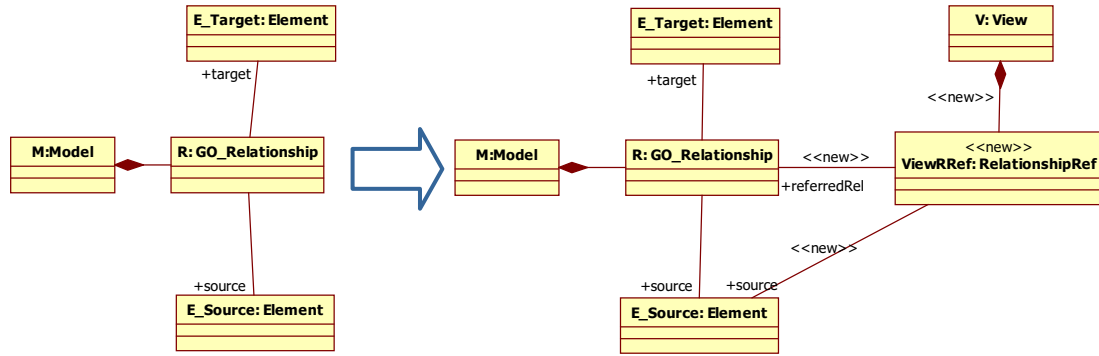 E_Target: Element
+target
M:Model
R: GO_Relationship
+source
E_Source: Element
E_Target: Element
+target
V: View
<<new>>
M:Model
R: GO_Relationship
<<new>>
+referredRel
<<new>>
ViewRRef: RelationshipRef
<<new>>
+source
+source
E_Source: Element